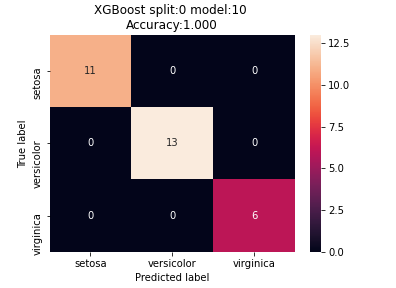 XGBoost split:0 model:10
Accuracy:1.000
True label
setosa
versicolor
virginica
11 0 0
0 13 0
0 0 6
setosa versicolor virginica
Predicted label
12.5
10.0
7.5
5.0
2.5
0.0